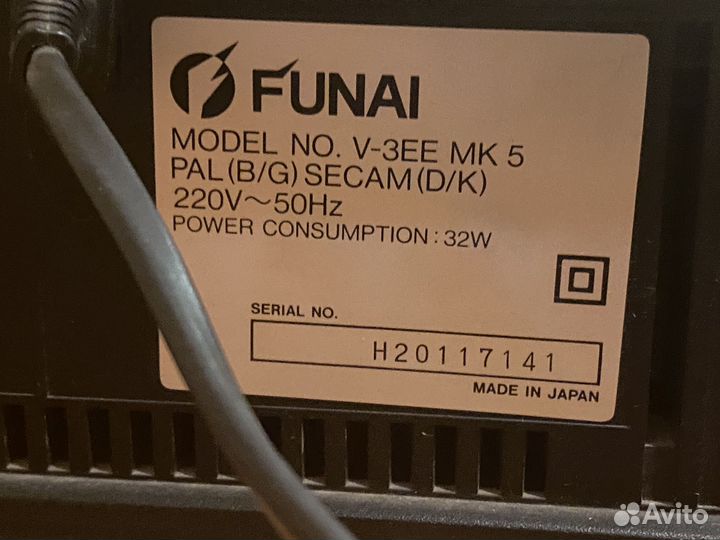 FUNAI
MODEL NO. V-3EE MK 5
PAL(B/G) SECAM(D/K)
220V～50Hz
POWER CONSUMPTION : 32W
SERIAL NO.
H20117141
MADE IN JAPAN
Avito